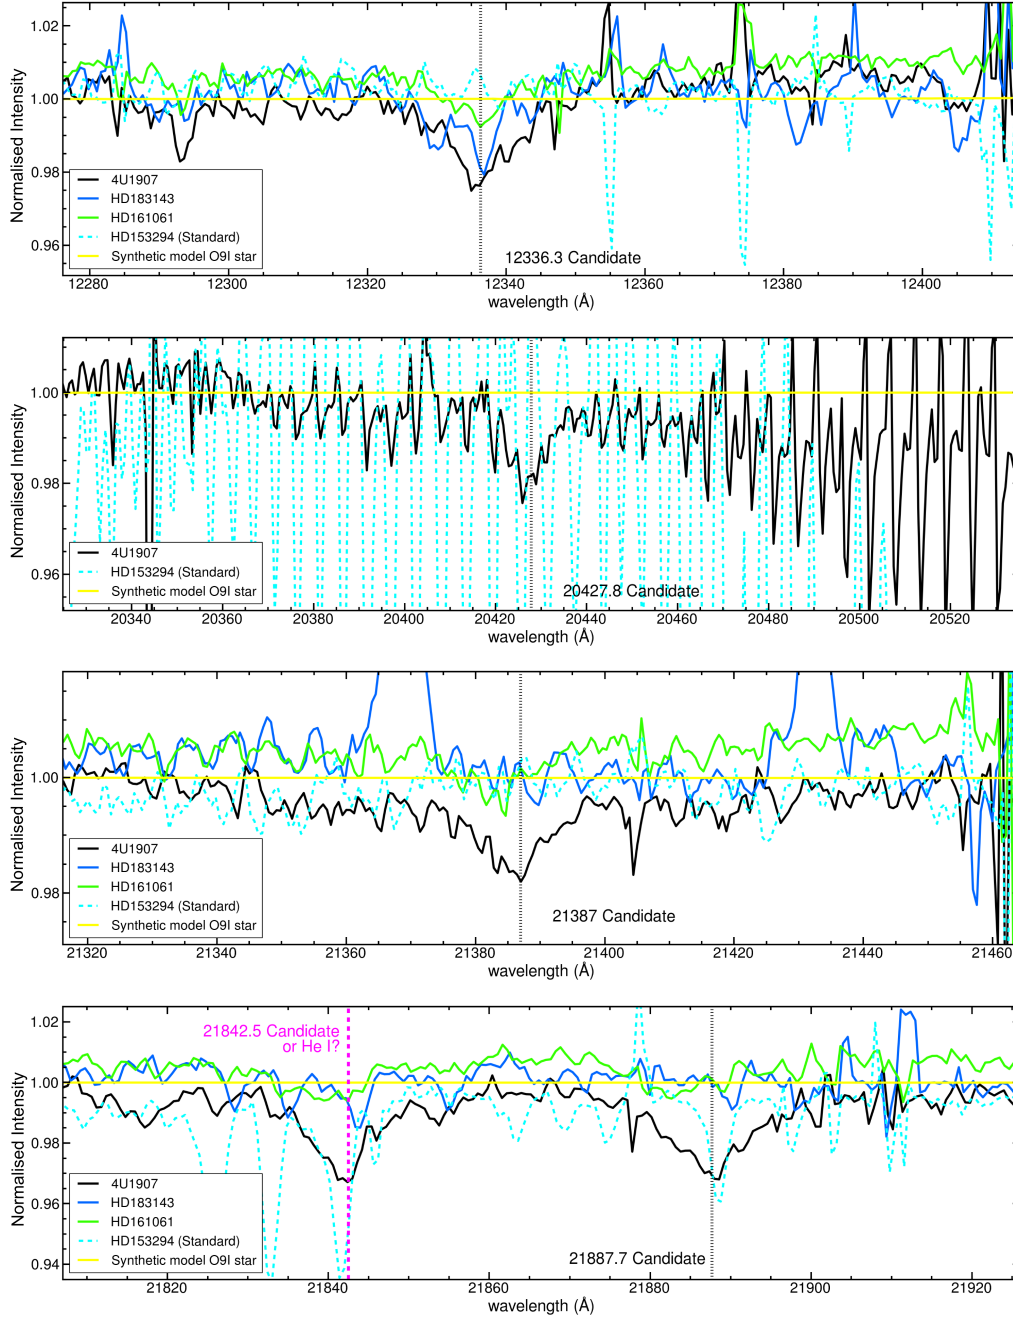 1.02
1.00
0.98
0.96
Normalised Intensity
4U1907
HD183143
HD161061
HD153294 (Standard)
Synthetic model O9I star
12336.3 Candidate
12280 12300 12320 12340 12360 12380 12400
wavelength (Å)
1.00
0.98
0.96
Normalised Intensity
4U1907
HD153294 (Standard)
Synthetic model O9I star
20427.8 Candidate
20340 20360 20380 20400 20420 20440 20460 20480 20500 20520
wavelength (Å)
1.00
0.98
Normalised Intensity
4U1907
HD183143
HD161061
HD153294 (Standard)
Synthetic model O9I star
21387 Candidate
21320 21340 21360 21380 21400 21420 21440 21460
wavelength (Å)
1.02
1.00
0.98
0.96
0.94
Normalised Intensity
21842.5 Candidate
or He I?
4U1907
HD183143
HD161061
HD153294 (Standard)
Synthetic model O9I star
21887.7 Candidate
21820 21840 21860 21880 21900 21920
wavelength (Å)